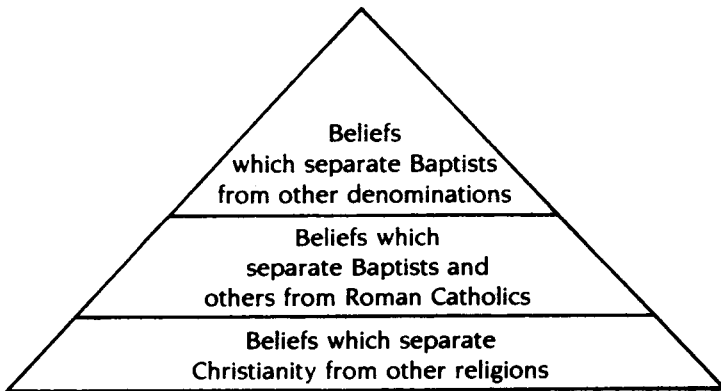 Beliefs
which separate Baptists
from other denominations
Beliefs which
separate Baptists and
others from Roman Catholics
Beliefs which separate
Christianity from other religions